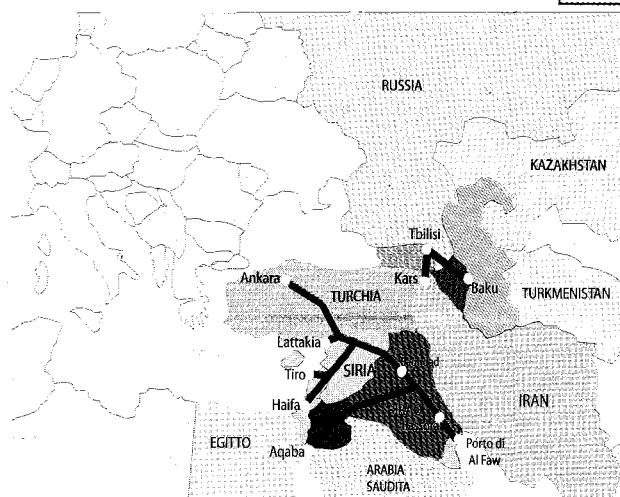 RUSSIA
KAZAKHSTAN
Tbilisi
Ankara
Kars
Baku
TURCHIA
TURKMENISTAN
Lattakia
SIRIA
Tiro
IRAN
Haifa
EGITTO
Aqaba
Porto di
Al Faw
ARABIA
SAUDITA